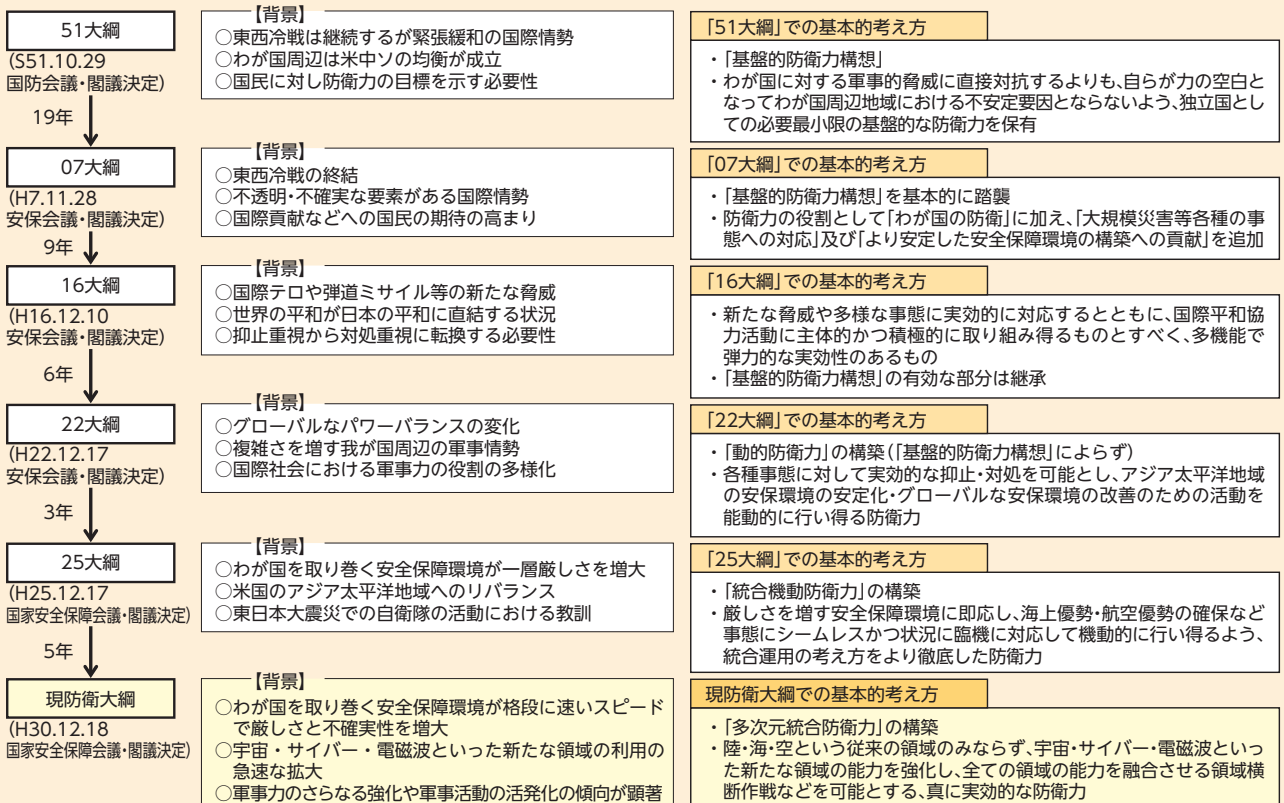 51大綱
(S51.10.29
国防会議・閣議決定)
19年
【背景】
○東西冷戦は継続するが緊張緩和の国際情勢
○わが国周辺は米中ソの均衡が成立
○国民に対し防衛力の目標を示す必要性
「51大綱」での基本的考え方
・「基盤的防衛力構想」
・わが国に対する軍事的脅威に直接対抗するよりも、自らが力の空白と
なってわが国周辺地域における不安定要因とならないよう、独立国とし
ての必要最小限の基盤的な防衛力を保有
07大綱
(H7.11.28
安保会議・閣議決定)
9年
【背景】
○東西冷戦の終結
○不透明・不確実な要素がある国際情勢
○国際貢献などへの国民の期待の高まり
「07大綱」での基本的考え方
・「基盤的防衛力構想」を基本的に踏襲
・防衛力の役割として「わが国の防衛」に加え、「大規模災害等各種の事
態への対応」及び「より安定した安全保障環境の構築への貢献」を追加
16大綱
(H16.12.10
安保会議・閣議決定)
6年
【背景】
○国際テロや弾道ミサイル等の新たな脅威
○世界の平和が日本の平和に直結する状況
○抑止重視から対処重視に転換する必要性
「16大綱」での基本的考え方
・新たな脅威や多様な事態に実効的に対応するとともに、国際平和協
力活動に主体的かつ積極的に取り組み得るものとすべく、多機能で
弾力的な実効性のあるもの
・「基盤的防衛力構想」の有効な部分は継承
22大綱
(H22.12.17
安保会議・閣議決定)
3年
【背景】
○グローバルなパワーバランスの変化
○複雑さを増す我が国周辺の軍事情勢
○国際社会における軍事力の役割の多様化
「22大綱」での基本的考え方
・「動的防衛力」の構築(「基盤的防衛力構想」によらず)
・各種事態に対して実効的な抑止・対処を可能とし、アジア太平洋地域
の安保環境の安定化・グローバルな安保環境の改善のための活動を
能動的に行い得る防衛力
25大綱
(H25.12.17
国家安全保障会議・閣議決定)
5年
【背景】
○わが国を取り巻く安全保障環境が一層厳しさを増大
○米国のアジア太平洋地域へのリバランス
○東日本大震災での自衛隊の活動における教訓
「25大綱」での基本的考え方
・「統合機動防衛力」の構築
・厳しさを増す安全保障環境に即応し、海上優勢・航空優勢の確保など
事態にシームレスかつ状況に臨機に対応して機動的に行い得るよう、
統合運用の考え方をより徹底した防衛力
現防衛大綱
(H30.12.18
国家安全保障会議・閣議決定)
【背景】
○わが国を取り巻く安全保障環境が格段に速いスピード
で厳しさと不確実性を増大
○宇宙・サイバー・電磁波といった新たな領域の利用の
急速な拡大
○軍事力のさらなる強化や軍事活動の活発化の傾向が顕著
現防衛大綱での基本的考え方
・「多次元統合防衛力」の構築
・陸・海・空という従来の領域のみならず、宇宙・サイバー・電磁波といっ
た新たな領域の能力を強化し、全ての領域の能力を融合させる領域横
断作戦などを可能とする、真に実効的な防衛力